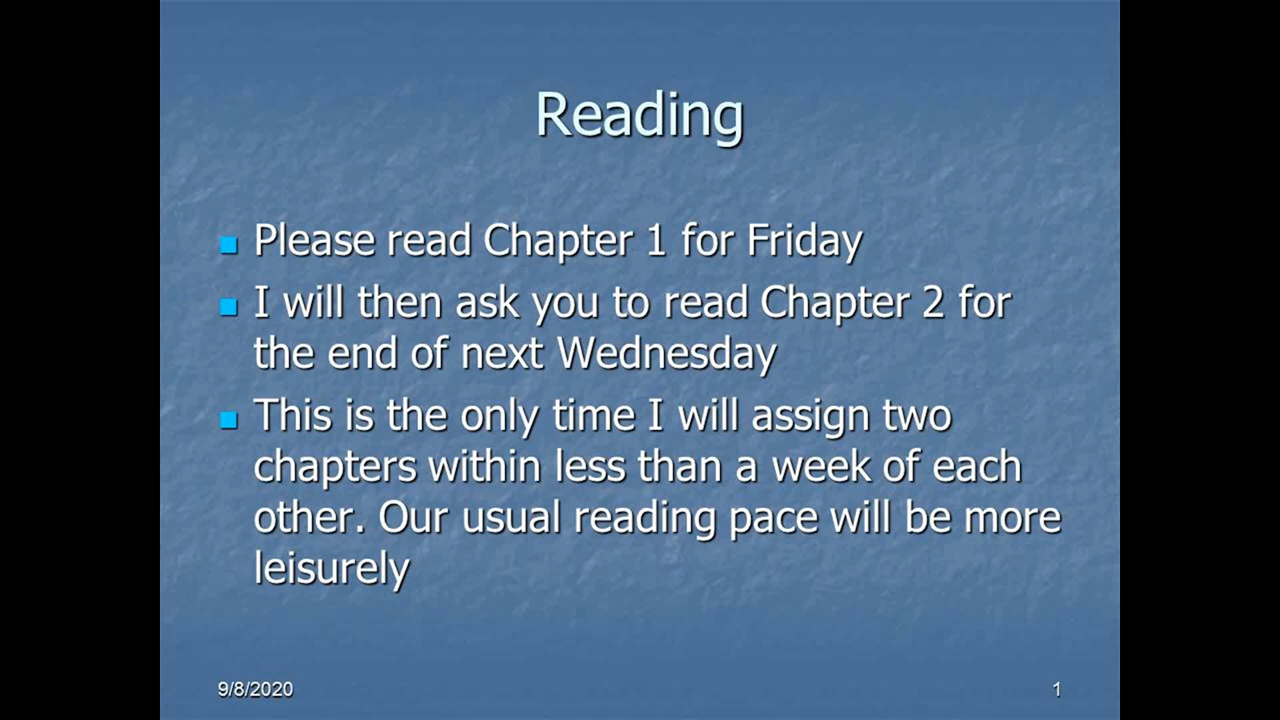 Reading
Please read Chapter 1 for Friday
I will then ask you to read Chapter 2 for
the end of next Wednesday
This is the only time I will assign two
chapters within less than a week of each
other. Our usual reading pace will be more
leisurely
9/8/2020
1